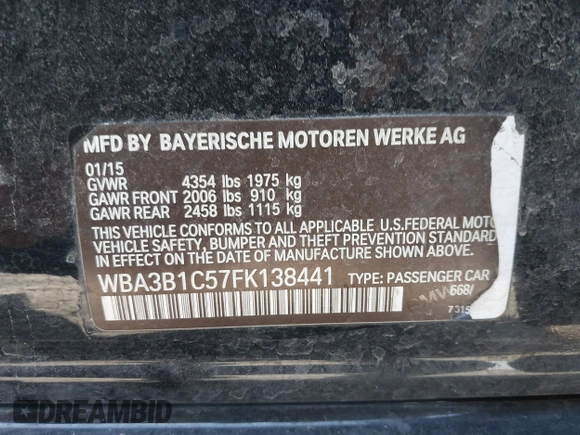 MFD BY BAYERISCHE MOTOREN WERKE AG
01/15
GVWR 4354 lbs 1975 kg
GAWR FRONT 2006 lbs 910 kg
GAWR REAR 2458 lbs 1115 kg
THIS VEHICLE CONFORMS TO ALL APPLICABLE U.S.FEDERAL MOTO
VEHICLE SAFETY, BUMPER AND THEFT PREVENTION STANDARD
IN EFFECT ON THE DATE OF MANUFACTURE SHOWN ABOVE.
WBA3B1C57FK138441 TYPE: PASSENGER CAR
668/
7315
DREAMBID